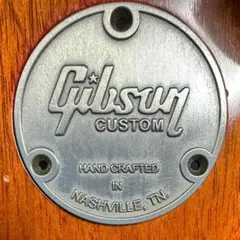 Gibson
CUSTOM
HAND CRAFTED
IN
NASHVILLE, TN.